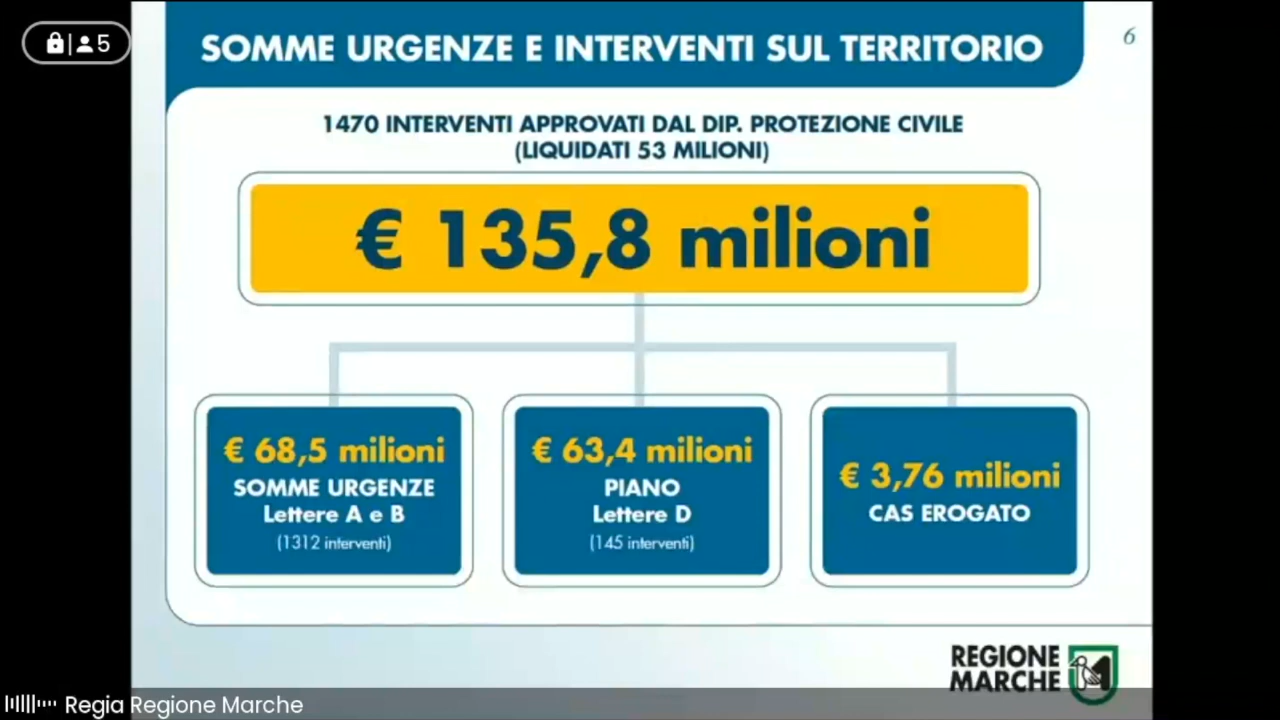 5
SOMME URGENZE E INTERVENTI SUL TERRITORIO
6
1470 INTERVENTI APPROVATI DAL DIP. PROTEZIONE CIVILE
(LIQUIDATI 53 MILIONI)
€ 135,8 milioni
€ 68,5 milioni
SOMME URGENZE
Lettere A e B
(1312 interventi)
€ 63,4 milioni
PIANO
Lettere D
(145 interventi)
€ 3,76 milioni
CAS EROGATO
REGIONE
MARCHE
Regia Regione Marche